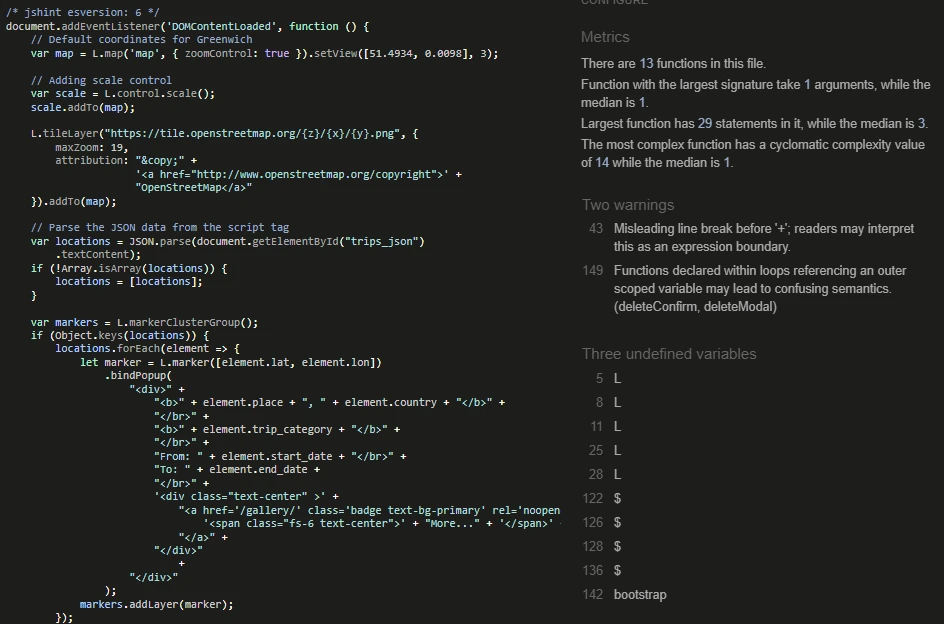 /* jshint esversion: 6 */
document.addEventListener('DOMContentLoaded', function () {
    // Default coordinates for Greenwich
    var map = L.map('map', { zoomControl: true }).setView([51.4934, 0.0098], 3);

    // Adding scale control
    var scale = L.control.scale();
    scale.addTo(map);

    L.tileLayer("https://tile.openstreetmap.org/{z}/{x}/{y}.png", {
        maxZoom: 19,
        attribution: "&copy;" +
                     '<a href="http://www.openstreetmap.org/copyright">' +
                     "OpenStreetMap</a>"
    }).addTo(map);

    // Parse the JSON data from the script tag
    var locations = JSON.parse(document.getElementById("trips_json")
        .textContent);
    if (!Array.isArray(locations)) {
        locations = [locations];
    }

    var markers = L.markerClusterGroup();
    if (Object.keys(locations)) {
        locations.forEach(element => {
            let marker = L.marker([element.lat, element.lon])
                .bindPopup(
                    "<div>" +
                        "<b>" + element.place + ", " + element.country + "</b>" +
                        "</br>" +
                        "<b>" + element.trip_category + "</b>" +
                        "</br>" +
                        "From: " + element.start_date + "</br>" +
                        "To: " + element.end_date +
                        "</br>" +
                        '<div class="text-center" >' +
                            "<a href='/gallery/' class='badge text-bg-primary' rel='noopen
                                '<span class="fs-6 text-center">' + "More..." + '</span>'
                            "</a>" +
                        "</div>"
                            +
                    "</div>"
                );
            markers.addLayer(marker);
        });
CONFIGURE
Metrics
There are 13 functions in this file.
Function with the largest signature take 1 arguments, while the
median is 1.
Largest function has 29 statements in it, while the median is 3.
The most complex function has a cyclomatic complexity value
of 14 while the median is 1.
Two warnings
43 Misleading line break before '+'; readers may interpret
this as an expression boundary.
149 Functions declared within loops referencing an outer
scoped variable may lead to confusing semantics.
(deleteConfirm, deleteModal)
Three undefined variables
5 L
8 L
11 L
25 L
28 L
122 $
126 $
128 $
136 $
142 bootstrap